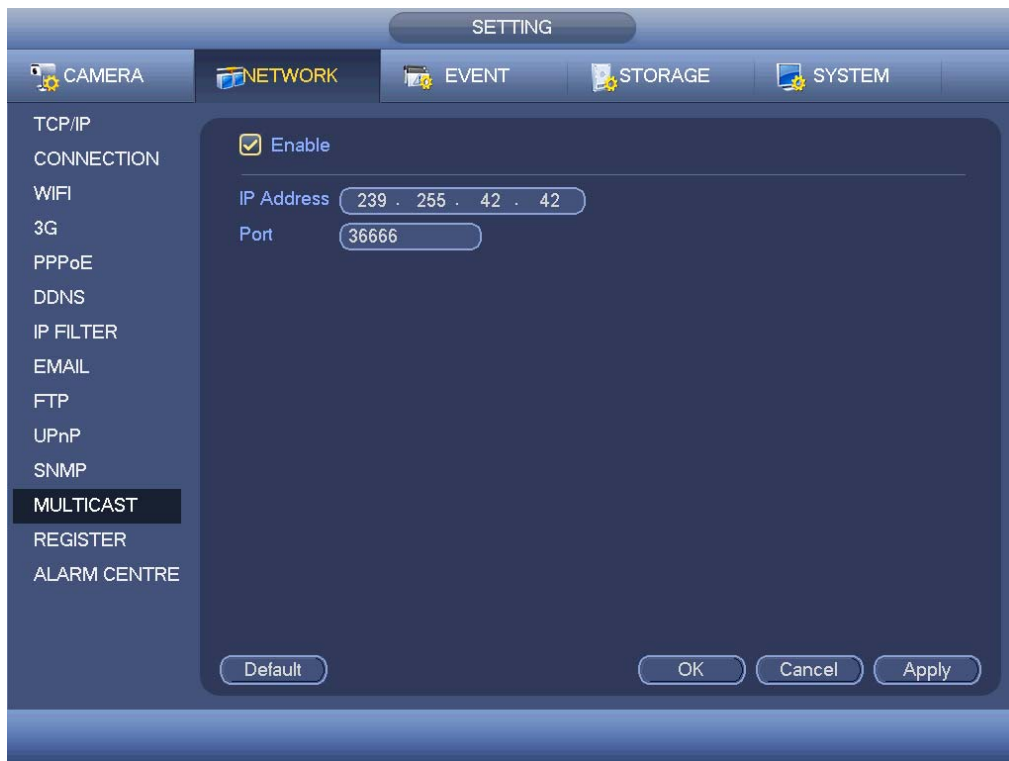 SETTING
CAMERA NETWORK EVENT STORAGE SYSTEM
TCP/IP
CONNECTION
WIFI
3G
PPPoE
DDNS
IP FILTER
EMAIL
FTP
UPnP
SNMP
MULTICAST
REGISTER
ALARM CENTRE
Enable
IP Address 239 . 255 . 42 . 42
Port 36666
Default OK Cancel Apply